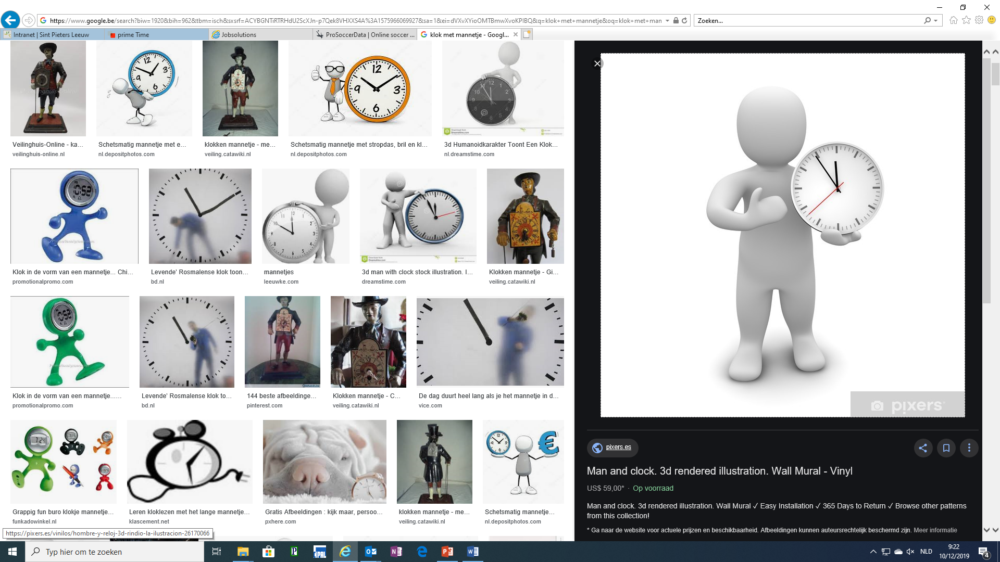 https://www.google.be/search?biw=1920&bih=962&tbm=isch&sxsrf=ACYBGNTiRTRHdU2ScXJn-p7Qek8VHXXS4A%3A1575966069927&sa=1&ei=dVXvXYioOMTBmwXvoKPIBQ&q=klok+met+mannetje&oq=klok+met+man
Zoeken...
Intranet | Sint Pieters Leeuw
prime Time
Jobsolutions
ProSoccerData | Online soccer ...
klok met mannetje - Googl...
Veilinghuis-Online - ka...
veilinghuis-online.nl
Schetsmatig mannetje met e...
nl.depositphotos.com
klokken mannetje - me...
veiling.catawiki.nl
Schetsmatig mannetje met stropdas, bril en kl...
nl.depositphotos.com
3d Humanoidkarakter Toont Een Klok...
nl.dreamstime.com
Klok in de vorm van een mannetje... Chi...
promotionalpromo.com
Levende' Rosmalense klok toon...
bd.nl
mannetjes
leeuwke.com
3d man with clock stock illustration. I...
dreamstime.com
Klokken mannetje - Gi...
veiling.catawiki.nl
Klok in de vorm van een mannetje......
promotionalpromo.com
Levende' Rosmalense klok to...
bd.nl
144 beste afbeeldinge...
pinterest.com
Klokken mannetje - C...
veiling.catawiki.nl
De dag duurt heel lang als je het mannetje in d...
vice.com
Grappig fun buro klokje mannetje...
funkadowinkel.nl
Leren kloklezen met het lange mannetje...
klascement.net
Gratis Afbeeldingen : kijk maar, persoo...
pxhere.com
klokken mannetje - me...
veiling.catawiki.nl
Schetsmatig mannetje...
nl.depositphotos.com
https://pixers.es/vinilos/hombre-y-reloj-3d-rindio-la-ilustracion-26170066
pixers
pixers.es
Man and clock. 3d rendered illustration. Wall Mural - Vinyl
US$ 59,00* · Op voorraad
Man and clock. 3d rendered illustration. Wall Mural ✓ Easy Installation ✓ 365 Days to Return ✓ Browse other patterns
from this collection!
* Ga naar de website voor actuele prijzen en beschikbaarheid. Afbeeldingen kunnen auteursrechtelijk beschermd zijn. Meer informatie
Typ hier om te zoeken
NLD
9:22
10/12/2019
4